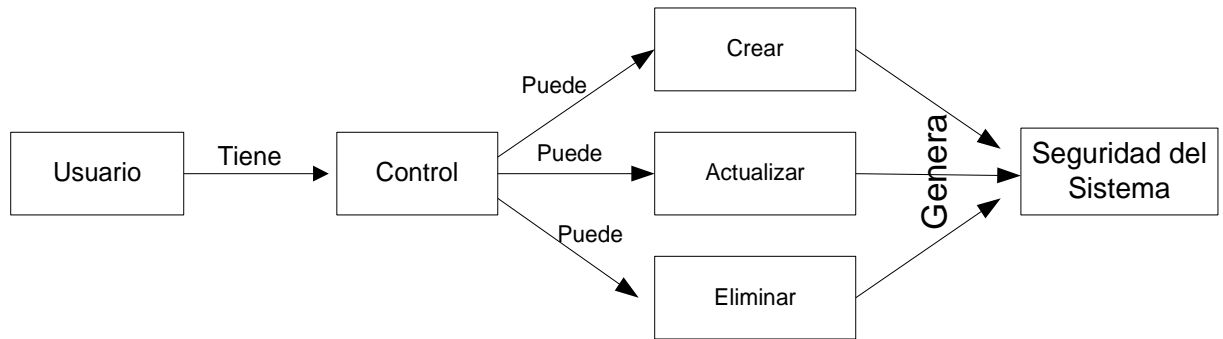 Usuario
Tiene
Control
Puede
Puede
Puede
Crear
Actualizar
Eliminar
Genera
Seguridad del
Sistema